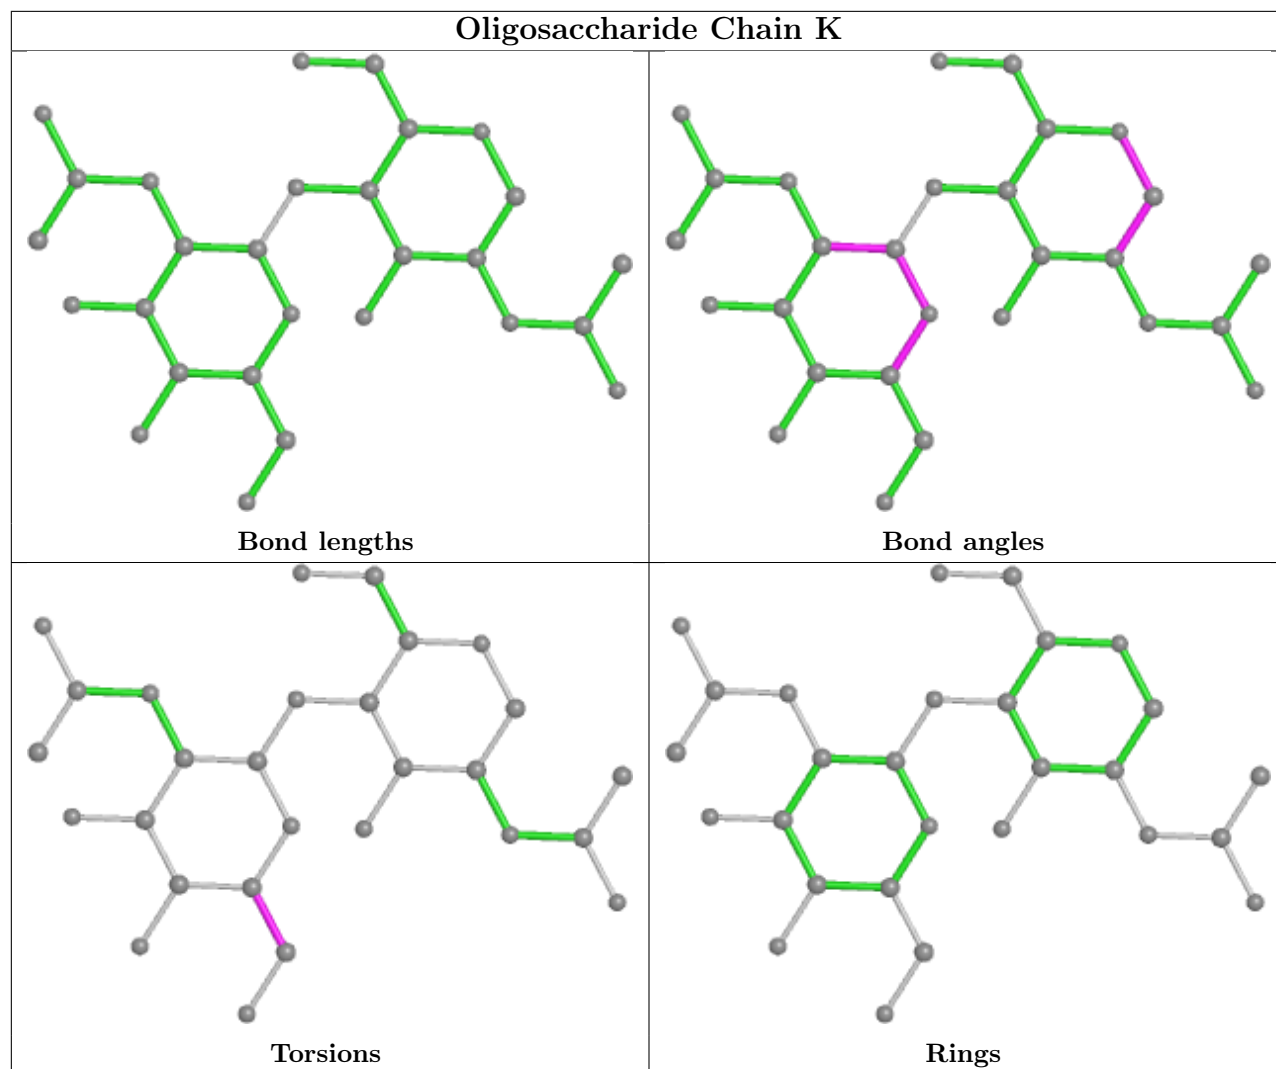 Oligosaccharide Chain K
Bond lengths
Bond angles
Torsions
Rings